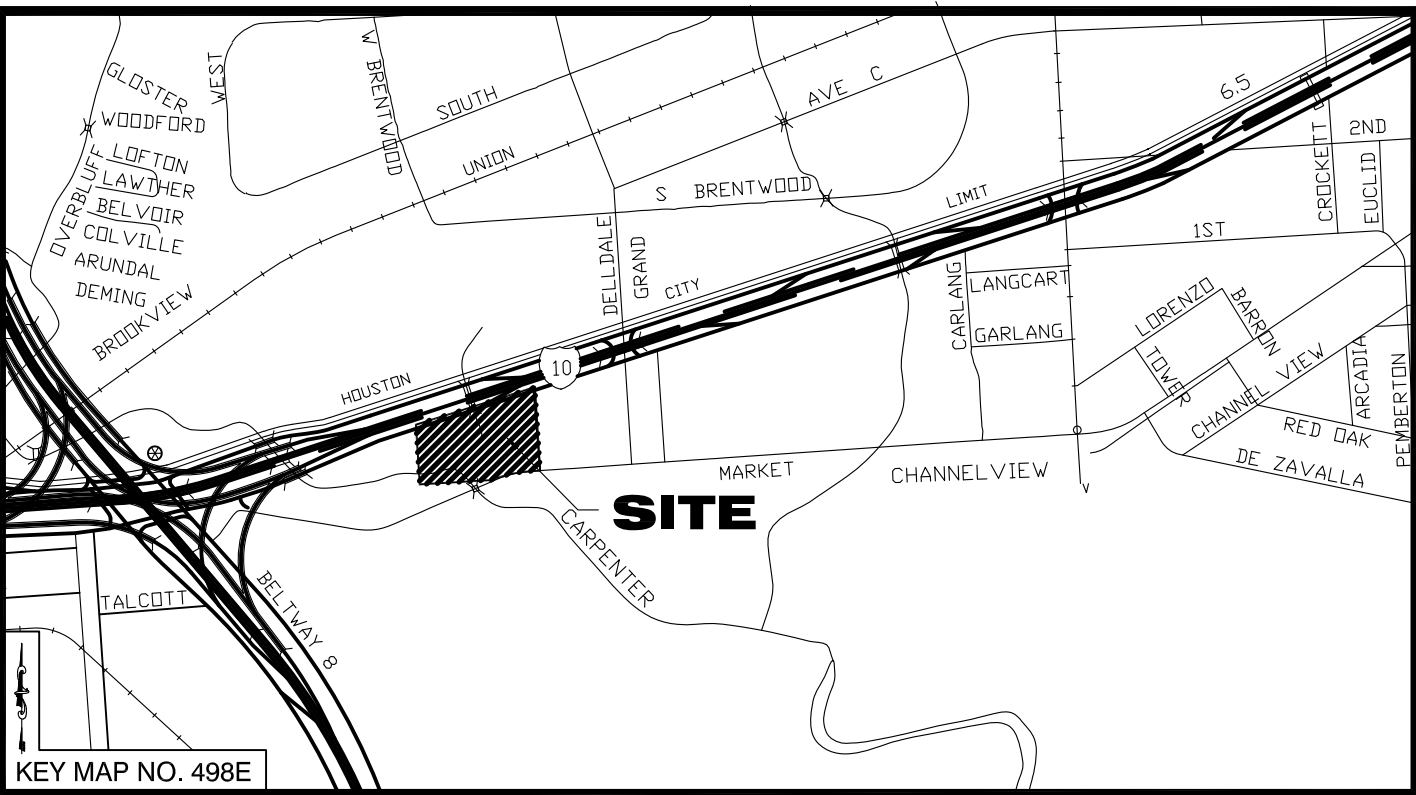 GLOSTER
WOODFORD
LOFTON
LAWTHER
BELVOIR
COLVILLE
ARUNDAL
DEMING
OVERBLUFF
BROOKVIEW
WEST
W BRENTWOOD
SOUTH
UNION
AVE C
S BRENTWOOD
DELLDALE
GRAND
HOUSTON
CITY
LIMIT
6.5
10
CROCKETT
2ND
EUCLID
1ST
CARLANG
LANGCART
GARLANG
LORENZO
BARRON
TOWER
CHANNEL VIEW
ARCADIA
PEMBERTON
RED OAK
DE ZAVALLA
MARKET
CHANNELVIEW
SITE
CARPENTER
BELTWAY 8
TALCOTT
KEY MAP NO. 498E